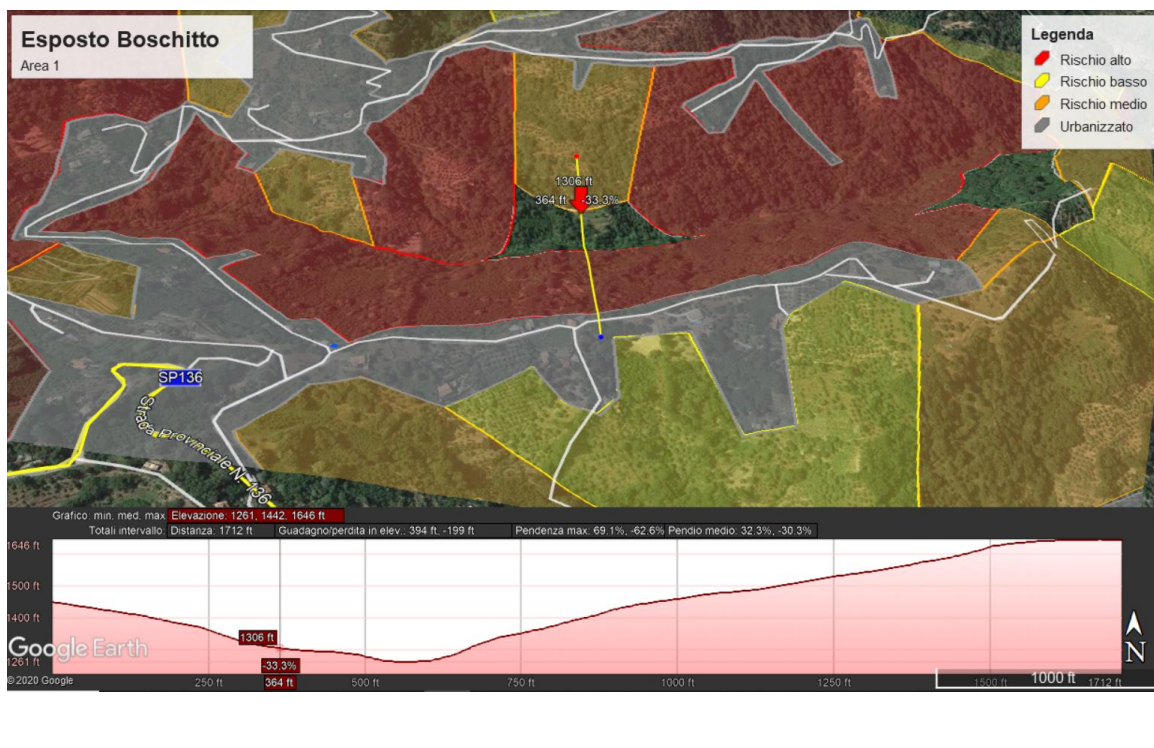 Esposto Boschitto
Area 1
Legenda
Rischio alto
Rischio basso
Rischio medio
Urbanizzato
1306 ft
364 ft -33.3%
SP136
Strada Provinciale N. 136
Grafico: min. med. max Elevazione: 1261, 1442, 1646 ft
Totali intervallo: Distanza: 1712 ft Guadagno/perdita in elev.: 394 ft. -199 ft Pendenza max: 69.1%, -62.6% Pendio medio: 32.3%, -30.3%
1646 ft
1500 ft
1400 ft
1306 ft
Google Earth
1261 ft
-33.3%
©2020 Google
250 ft
364 ft
500 ft
750 ft
1000 ft
1250 ft
1500 ft
1000 ft
1712 ft
N